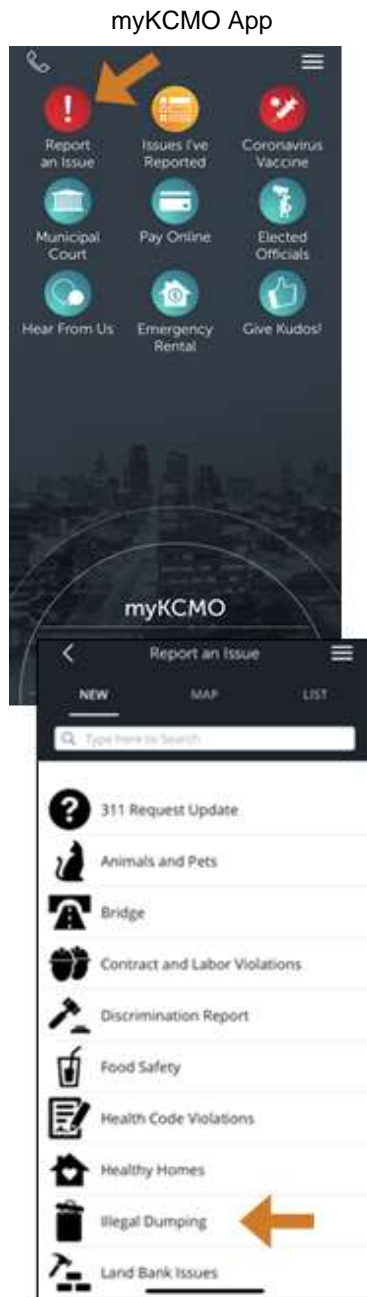 myKCMO App
Report
an Issue
Issues I've
Reported
Coronavirus
Vaccine
Municipal
Court
Pay Online
Elected
Officials
Hear From Us
Emergency
Rental
Give Kudos!
myKCMO
Report an Issue
NEW
MAP
LIST
Type here to Search
311 Request Update
Animals and Pets
Bridge
Contract and Labor Violations
Discrimination Report
Food Safety
Health Code Violations
Healthy Homes
Illegal Dumping
Land Bank Issues